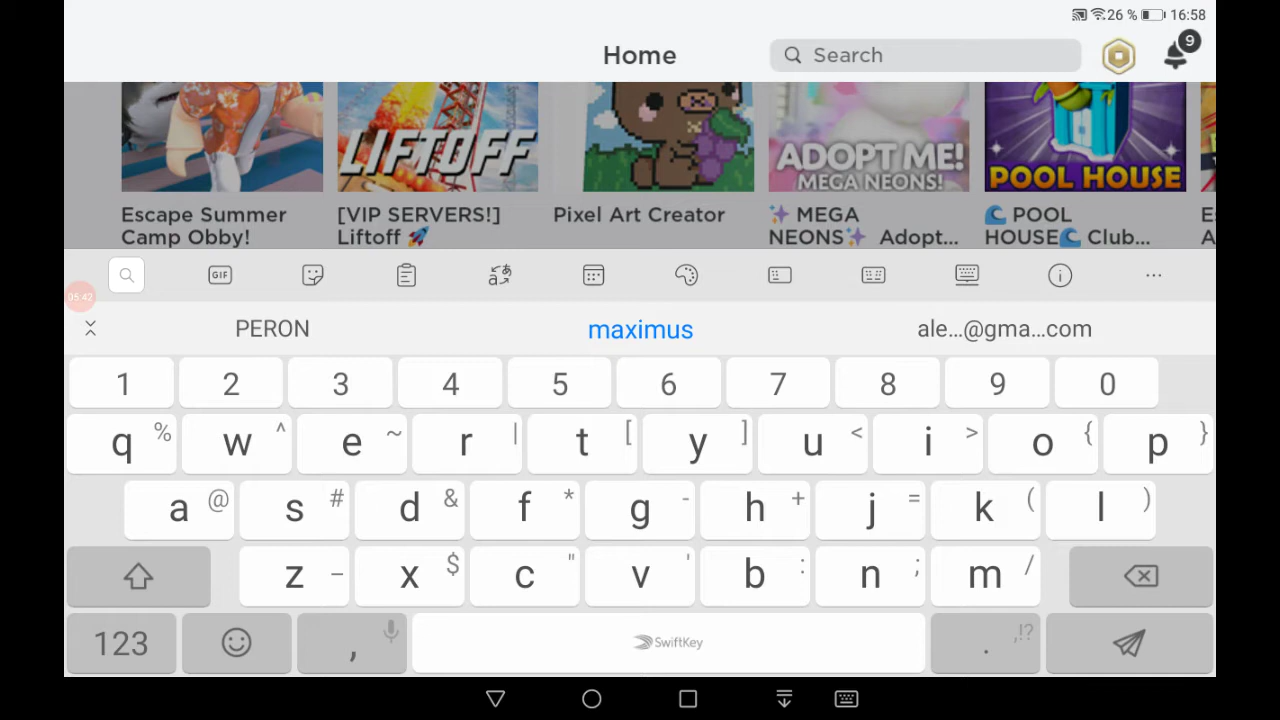 26 % 16:58
Home Search 9
LIFTOFF
ADOPT ME!
MEGA NEONS!
POOL HOUSE
Escape Summer
Camp Obby!
[VIP SERVERS!]
Liftoff 🚀
Pixel Art Creator
✨ MEGA
NEONS✨ Adopt...
🌊 POOL
HOUSE🌊 Club...
GIF
05:42
PERON maximus ale...@gma...com
1 2 3 4 5 6 7 8 9 0
q % w ^ e ~ r | t [ y ] u < i > o { p }
a @ s # d & f * g - h + j = k ( l )
z _ x $ c " v ' b : n ; m /
123 , SwiftKey . ,!?